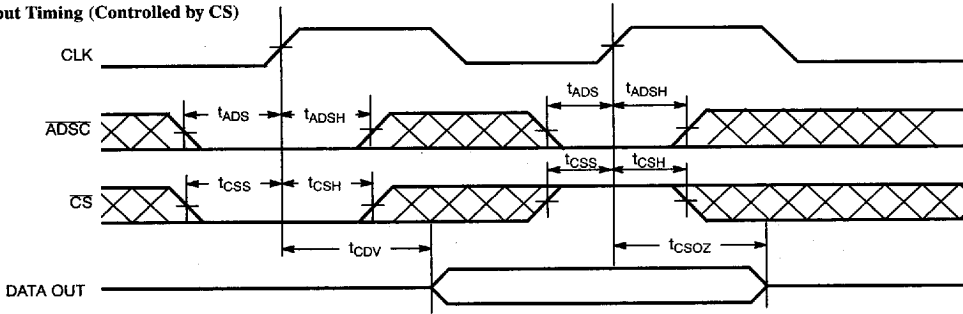 put Timing (Controlled by CS)
CLK
tADS tADSH tADS tADSH
ADSC
tCSS tCSH
tCSS tCSH
CS
tCDV tCSOZ
DATA OUT